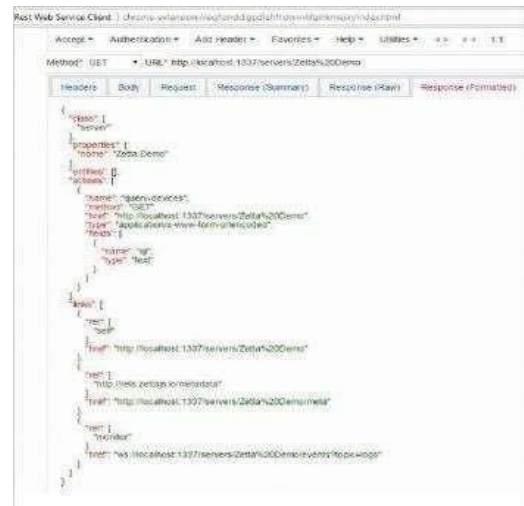 Rest Web Service Client
Accept Authentication Add Header Favorites Help Utilities
Method* GET URL* http://localhost:1337/servers/Zetta%20Demo
Headers Body Request Response (Summary) Response (Raw) Response (Formatted)
{
"class": [
"server"
],
"properties": {
"name": "Zetta Demo"
},
"entities": [],
"actions": [
{
"name": "query-devices",
"method": "GET",
"href": "http://localhost:1337/servers/Zetta%20Demo",
"type": "application/x-www-form-urlencoded",
"fields": [
{
"name": "ql",
"type": "text"
}
]
}
],
"links": [
{
"rel": [
"self"
],
"href": "http://localhost:1337/servers/Zetta%20Demo"
},
{
"rel": [
"http://rels.zettajs.io/metadata"
],
"href": "http://localhost:1337/servers/Zetta%20Demo/meta"
},
{
"rel": [
"monitor"
],
"href": "ws://localhost:1337/servers/Zetta%20Demo/events?topic=logs"
}
]
}